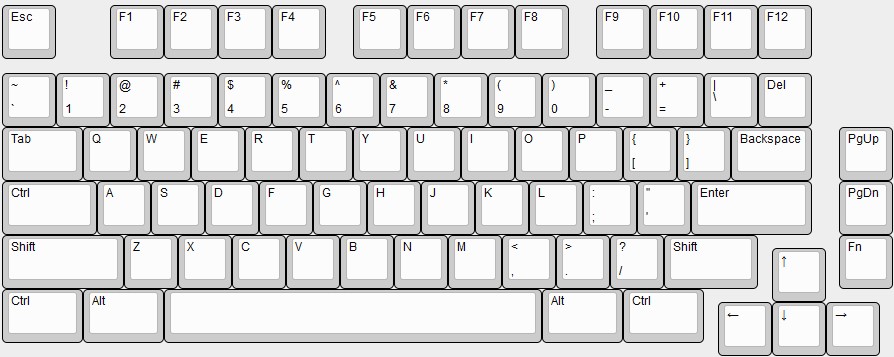 Esc F1 F2 F3 F4 F5 F6 F7 F8 F9 F10 F11 F12
~ ! @ # $ % ^ & * ( ) _ + | Del
` 1 2 3 4 5 6 7 8 9 0 - = \
Tab Q W E R T Y U I O P { } Backspace PgUp
[ ]
Ctrl A S D F G H J K L : " Enter PgDn
; '
Shift Z X C V B N M < > ? Shift ↑ Fn
, . /
Ctrl Alt Alt Ctrl ← ↓ →